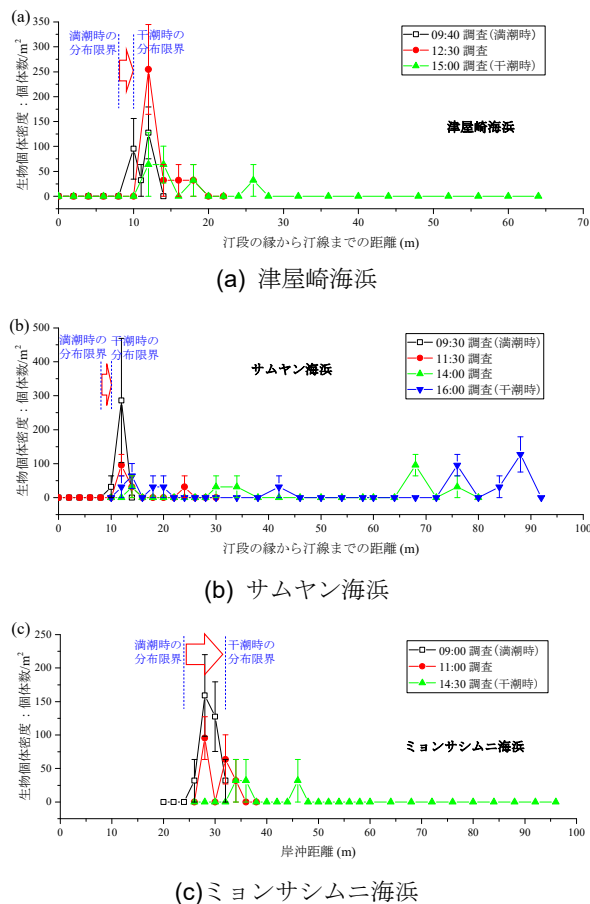 (a)
満潮時の
分布限界
干潮時の
分布限界
09:40 調査(満潮時)
12:30 調査
15:00 調査(干潮時)
津屋崎海浜
生物個体密度：個体数/m²
350
300
250
200
150
100
50
0
0 10 20 30 40 50 60 70
汀段の縁から汀線までの距離 (m)
(a) 津屋崎海浜
(b)
満潮時の
分布限界
干潮時の
分布限界
サムヤン海浜
09:30 調査(満潮時)
11:30 調査
14:00 調査
16:00 調査(干潮時)
生物個体密度：個体数/m²
500
400
300
200
100
0
0 10 20 30 40 50 60 70 80 90 100
汀段の縁から汀線までの距離 (m)
(b) サムヤン海浜
(c)
満潮時の
分布限界
干潮時の
分布限界
09:00 調査(満潮時)
11:00 調査
14:30 調査(干潮時)
ミョンサシムニ海浜
生物個体密度：個体数/m²
250
200
150
100
50
0
0 10 20 30 40 50 60 70 80 90 100
岸沖距離 (m)
(c)ミョンサシムニ海浜